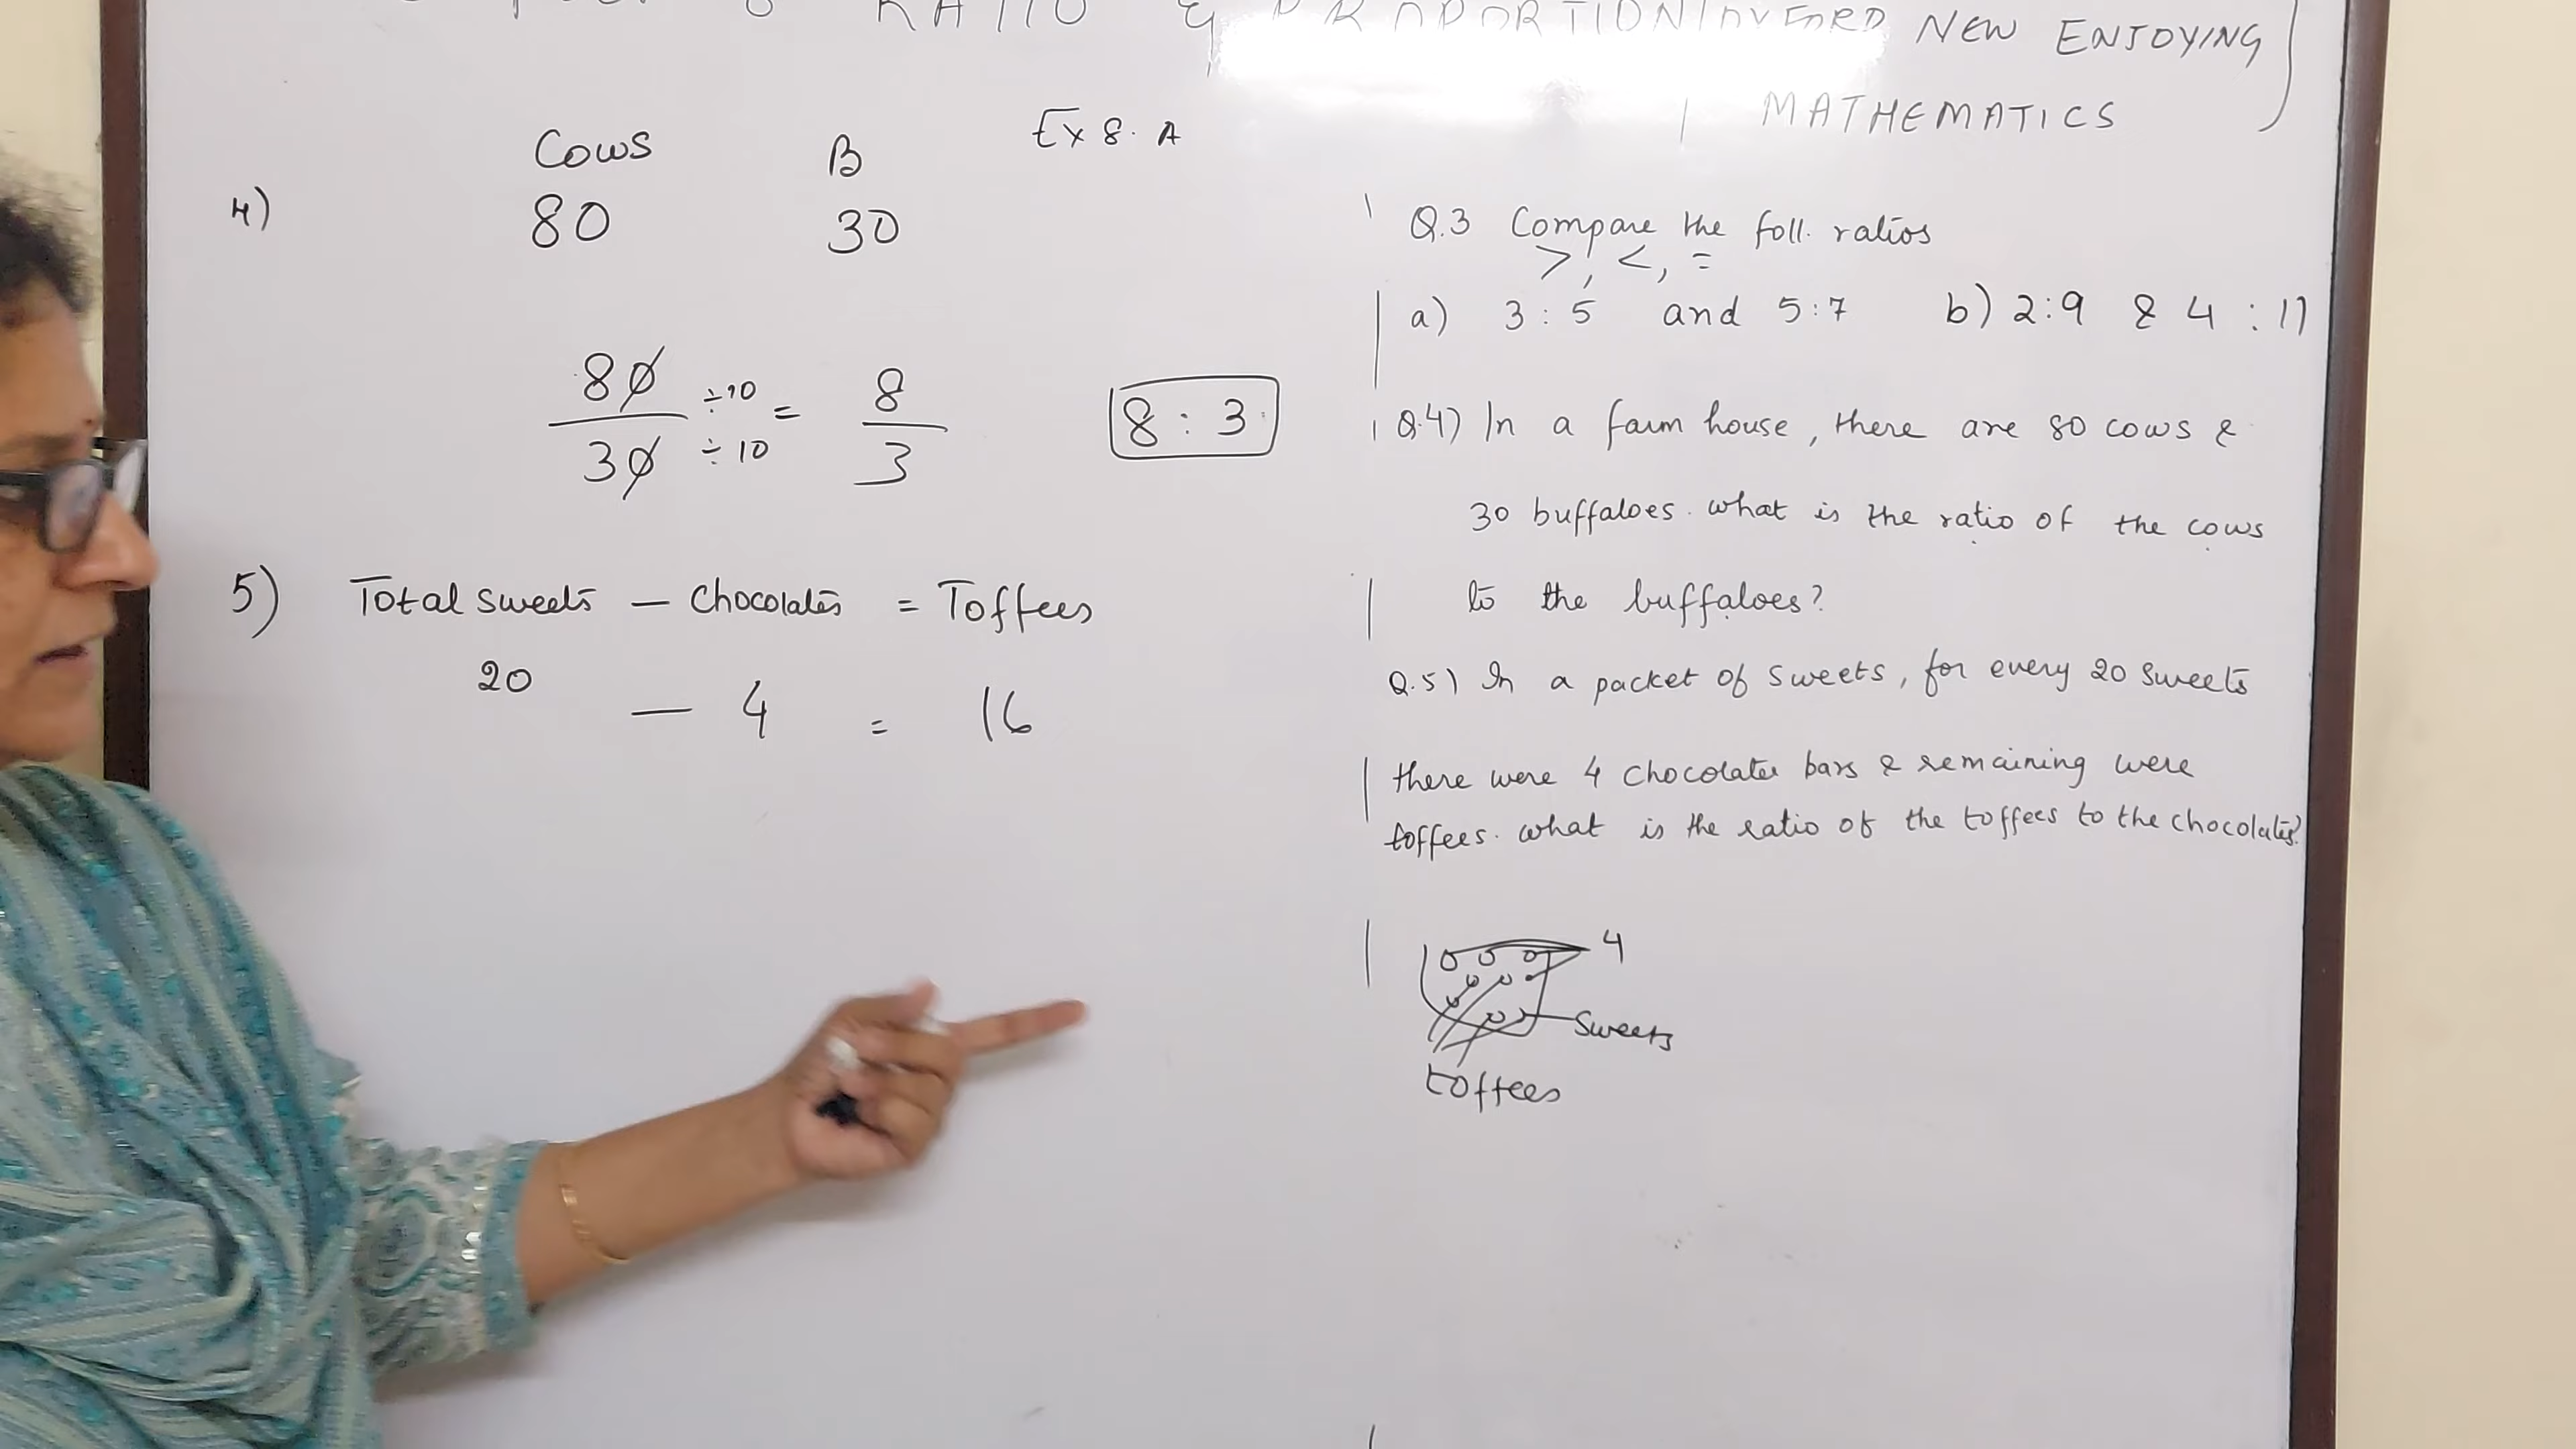 RATIO & PROPORTION
NEW ENJOYING
MATHEMATICS
Ex 8. A
Cows B
4) 80 30
80 ÷10 = 8
30 ÷ 10 3
8 : 3
5) Total sweets — chocolates = Toffees
20 — 4 = 16
Q.3 Compare the foll. ratios
>, <, =
a) 3 : 5 and 5:7 b) 2:9 & 4 : 11
Q.4) In a farm house, there are 80 cows &
30 buffaloes. what is the ratio of the cows
to the buffaloes?
Q.5) In a packet of sweets, for every 20 sweets
there were 4 chocolate bars & remaining were
toffees. what is the ratio of the toffees to the chocolates?
4
Sweets
toffees